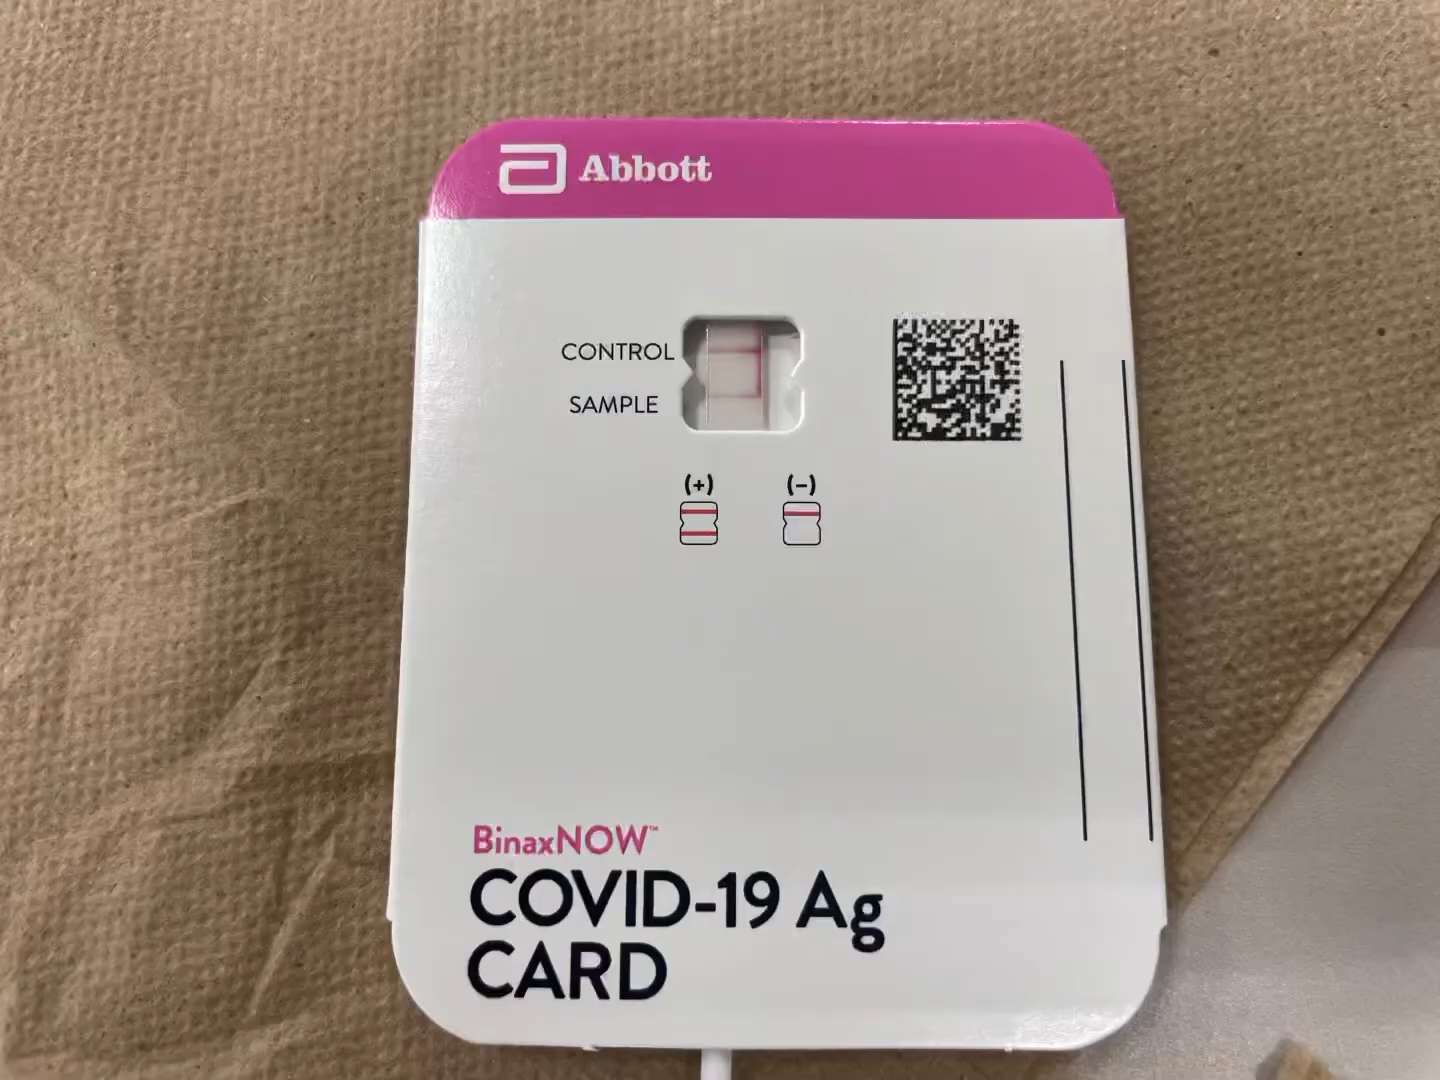 Abbott
CONTROL
SAMPLE
(+) (-)
BinaxNOW™
COVID-19 Ag
CARD